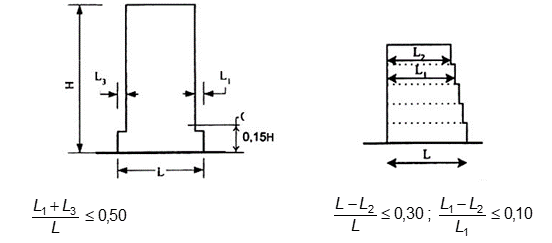 H
L₃
L₁
0,15H
L
L₂
L₁
L
(L₁+L₃)/L ≤ 0,50
(L−L₂)/L ≤ 0,30 ; (L₁−L₂)/L₁ ≤ 0,10